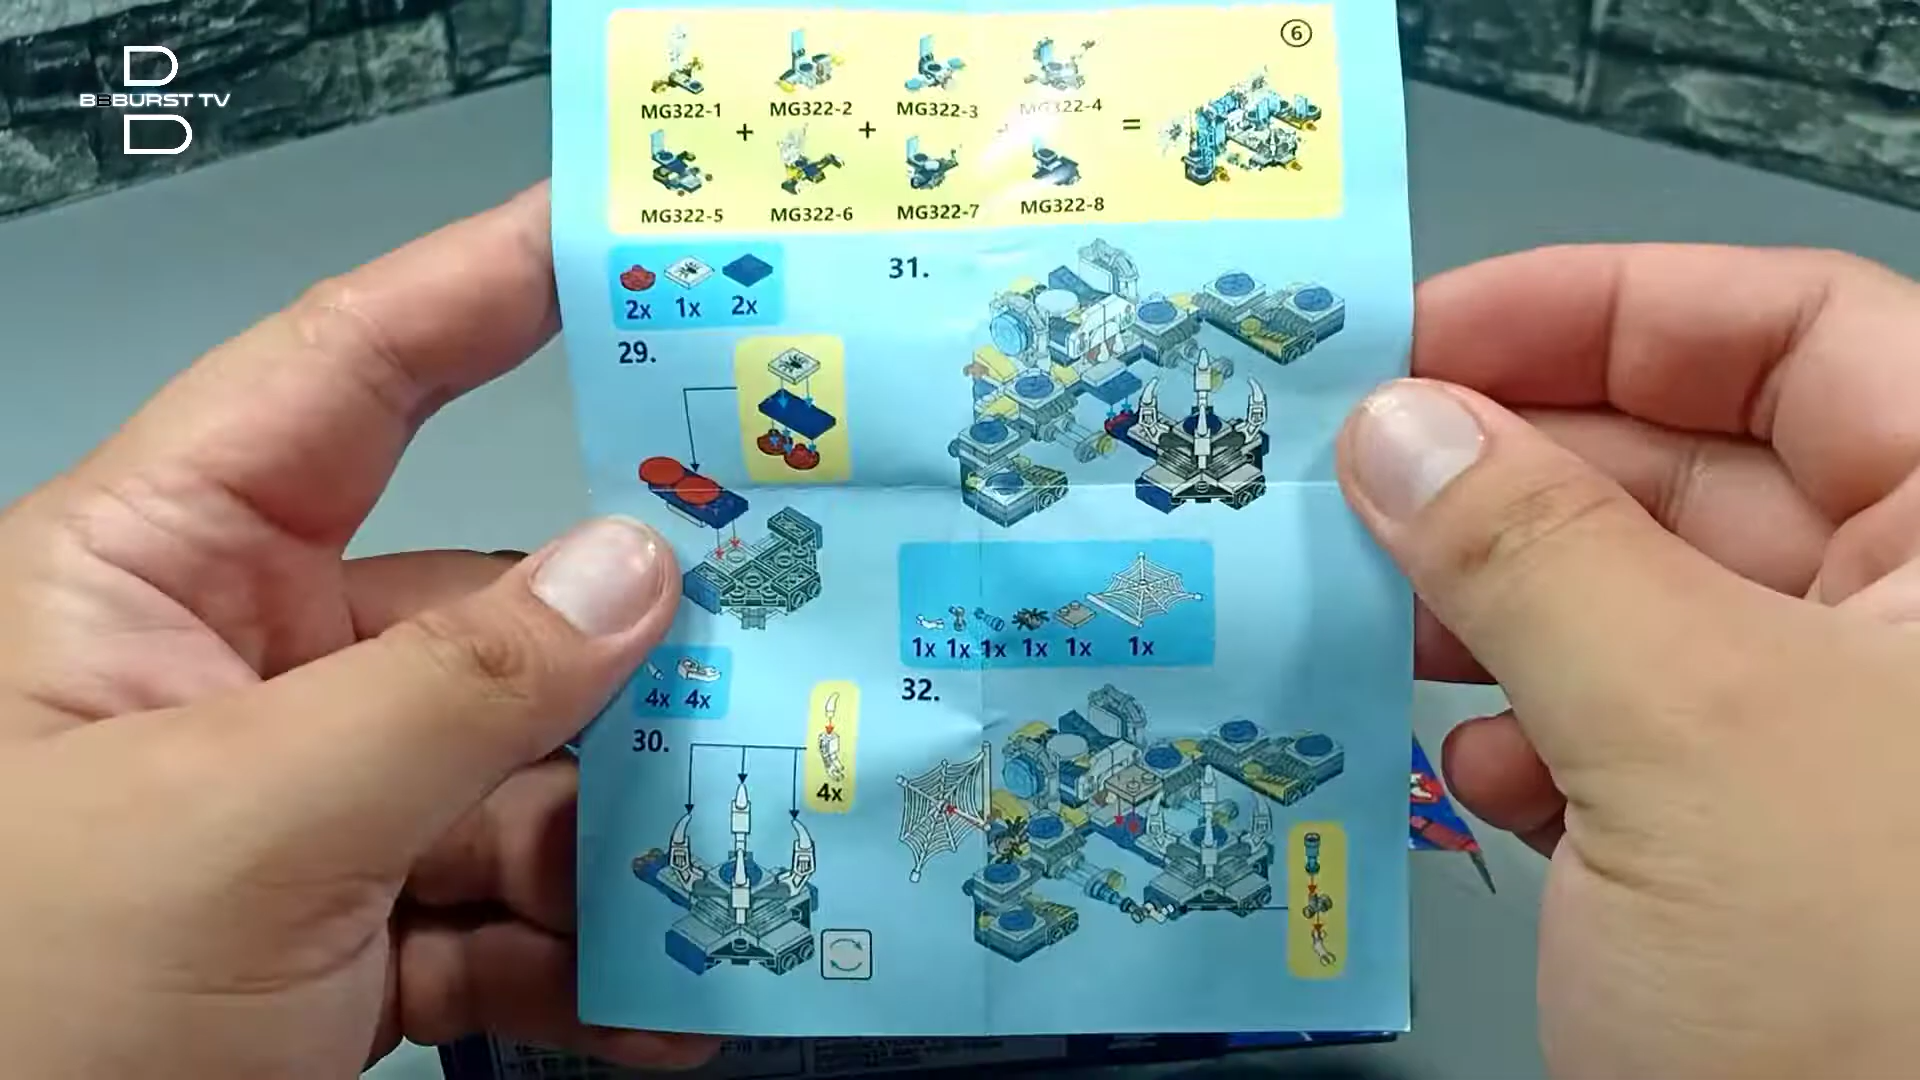 BBBURST TV
6
MG322-1
MG322-2
MG322-3
MG322-4
+
+
=
MG322-5
MG322-6
MG322-7
MG322-8
2x 1x 2x
29.
4x 4x
30.
4x
31.
1x 1x 1x 1x 1x 1x
32.